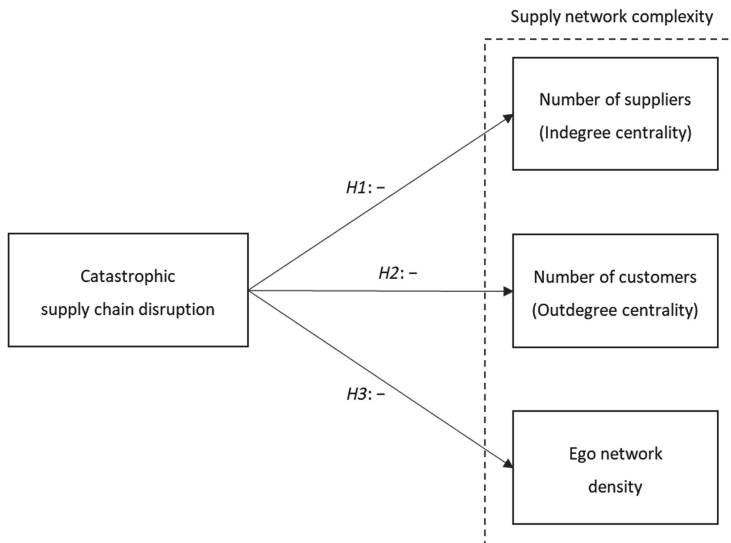 Supply network complexity
Number of suppliers
(Indegree centrality)
H1: −
Catastrophic
supply chain disruption
H2: −
Number of customers
(Outdegree centrality)
H3: −
Ego network
density